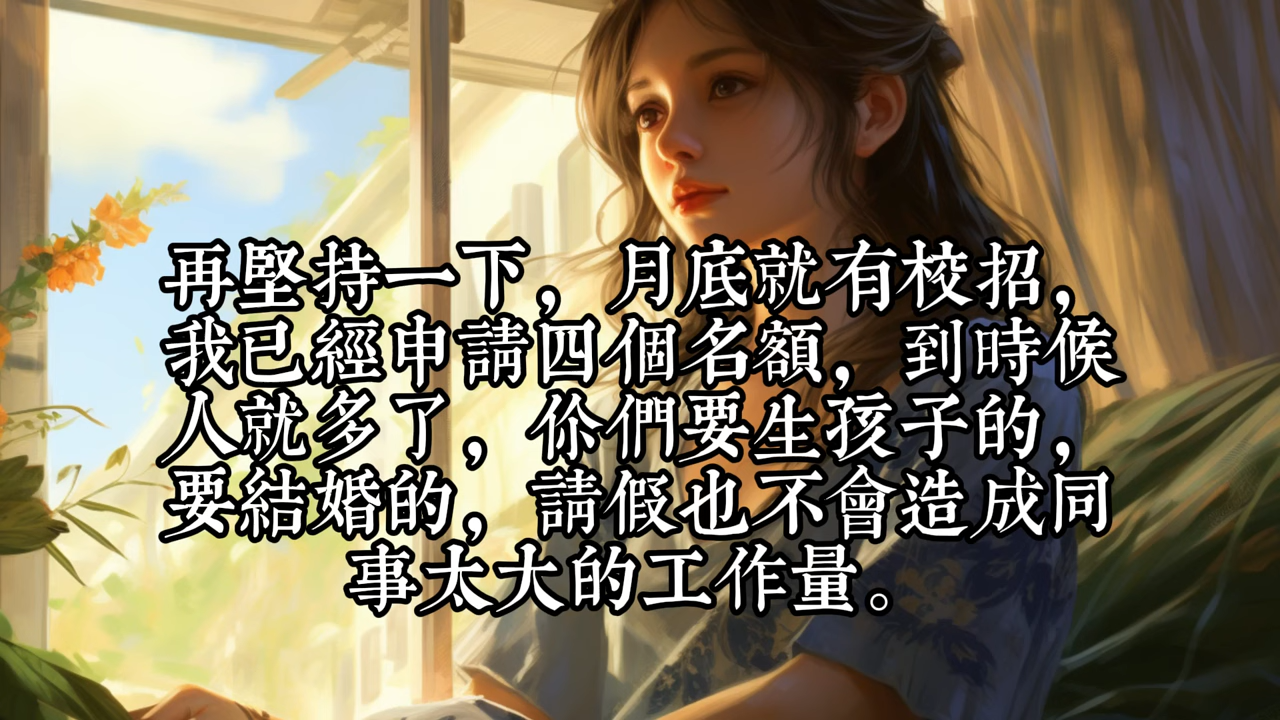 再堅持一下，月底就有校招，
我已經申請四個名額，到時候
人就多了，你們要生孩子的，
要結婚的，請假也不會造成同
事太大的工作量。